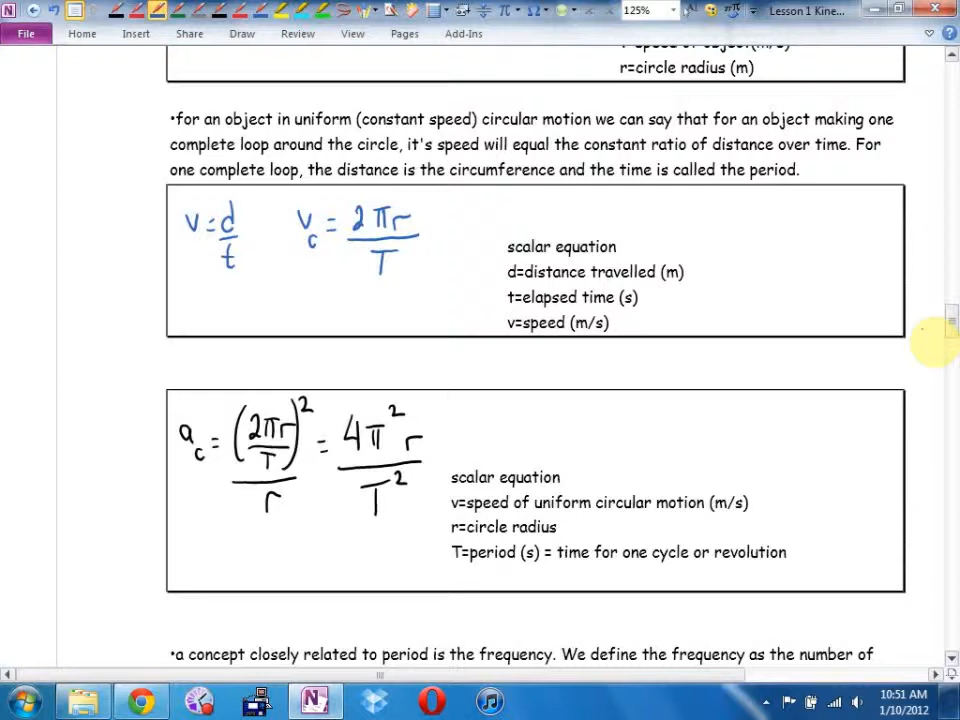 125%
Lesson 1 Kine...
File
Home
Insert
Share
Draw
Review
View
Pages
Add-Ins
r=circle radius (m)
•for an object in uniform (constant speed) circular motion we can say that for an object making one
complete loop around the circle, it's speed will equal the constant ratio of distance over time. For
one complete loop, the distance is the circumference and the time is called the period.
v = d/t
v_c = 2πr/T
scalar equation
d=distance travelled (m)
t=elapsed time (s)
v=speed (m/s)
a_c = (2πr/T)²/r = 4π²r/T²
scalar equation
v=speed of uniform circular motion (m/s)
r=circle radius
T=period (s) = time for one cycle or revolution
•a concept closely related to period is the frequency. We define the frequency as the number of
10:51 AM
1/10/2012